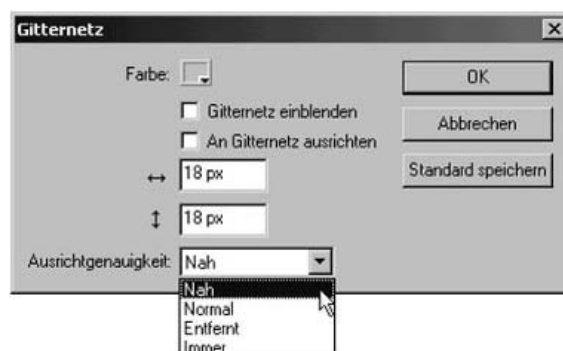 Gitternetz
Farbe:
OK
Gitternetz einblenden
Abbrechen
An Gitternetz ausrichten
18 px
Standard speichern
18 px
Ausrichtgenauigkeit: Nah
Nah
Normal
Entfernt
Immer